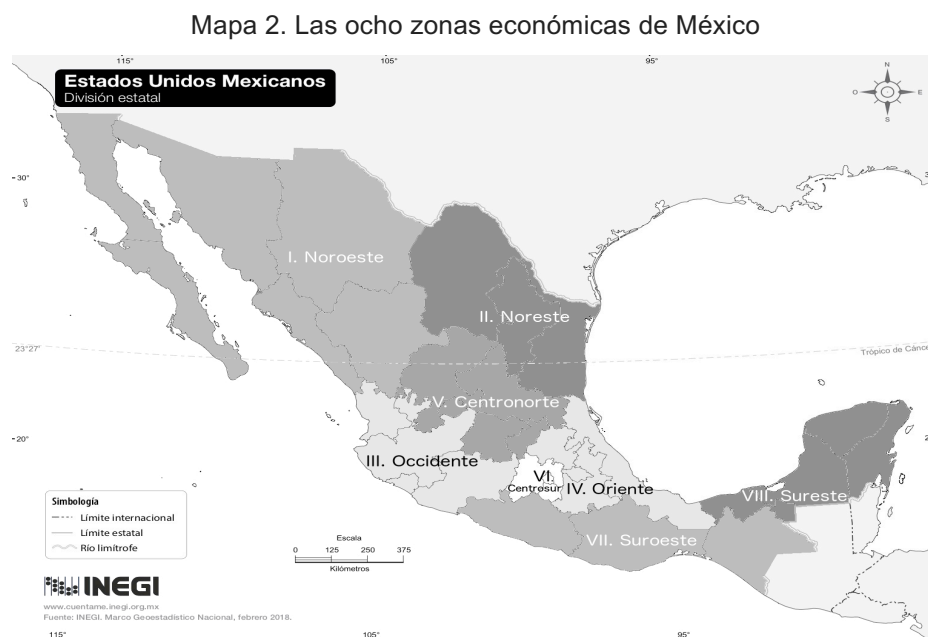 Mapa 2. Las ocho zonas económicas de México
115°
105°
95°
Estados Unidos Mexicanos
División estatal
N
O
E
S
30°
3
I. Noroeste
II. Noreste
23°27'
Trópico de Cánce
V. Centronorte
20°
2
III. Occidente
VI
Centrosur
IV. Oriente
VIII. Sureste
VII. Suroeste
Simbología
Límite internacional
Límite estatal
Río limítrofe
Escala
0 125 250 375
Kilómetros
INEGI
www.cuentame.inegi.org.mx
Fuente: INEGI. Marco Geoestadístico Nacional, febrero 2018.
115°
105°
95°